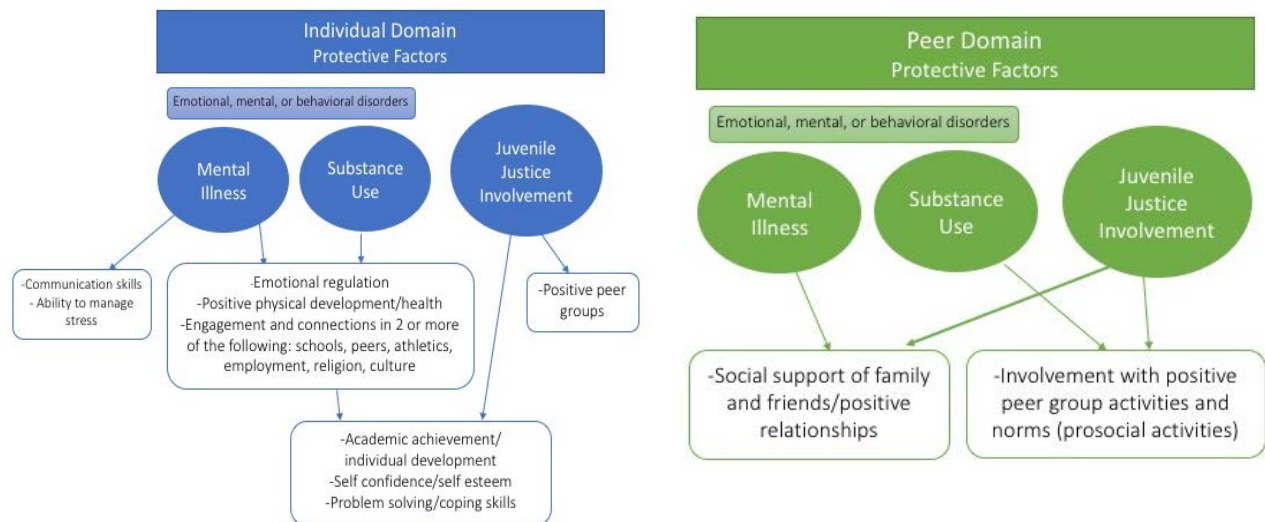 Individual Domain
Protective Factors
Emotional, mental, or behavioral disorders
Mental
Illness
Substance
Use
Juvenile
Justice
Involvement
-Communication skills
- Ability to manage
stress
-Emotional regulation
-Positive physical development/health
-Engagement and connections in 2 or more
of the following: schools, peers, athletics,
employment, religion, culture
-Positive peer
groups
-Academic achievement/
individual development
-Self confidence/self esteem
-Problem solving/coping skills
Peer Domain
Protective Factors
Emotional, mental, or behavioral disorders
Mental
Illness
Substance
Use
Juvenile
Justice
Involvement
-Social support of family
and friends/positive
relationships
-Involvement with positive
peer group activities and
norms (prosocial activities)